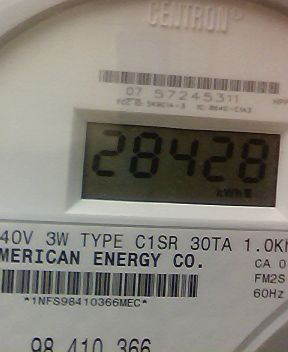 CENTRON®
07 57245311
28428
kWh
40V 3W TYPE C1SR 30TA 1.0K
MERICAN ENERGY CO.
CA 0
FM2S
60Hz
*1NFS98410366MEC*
98 410 366